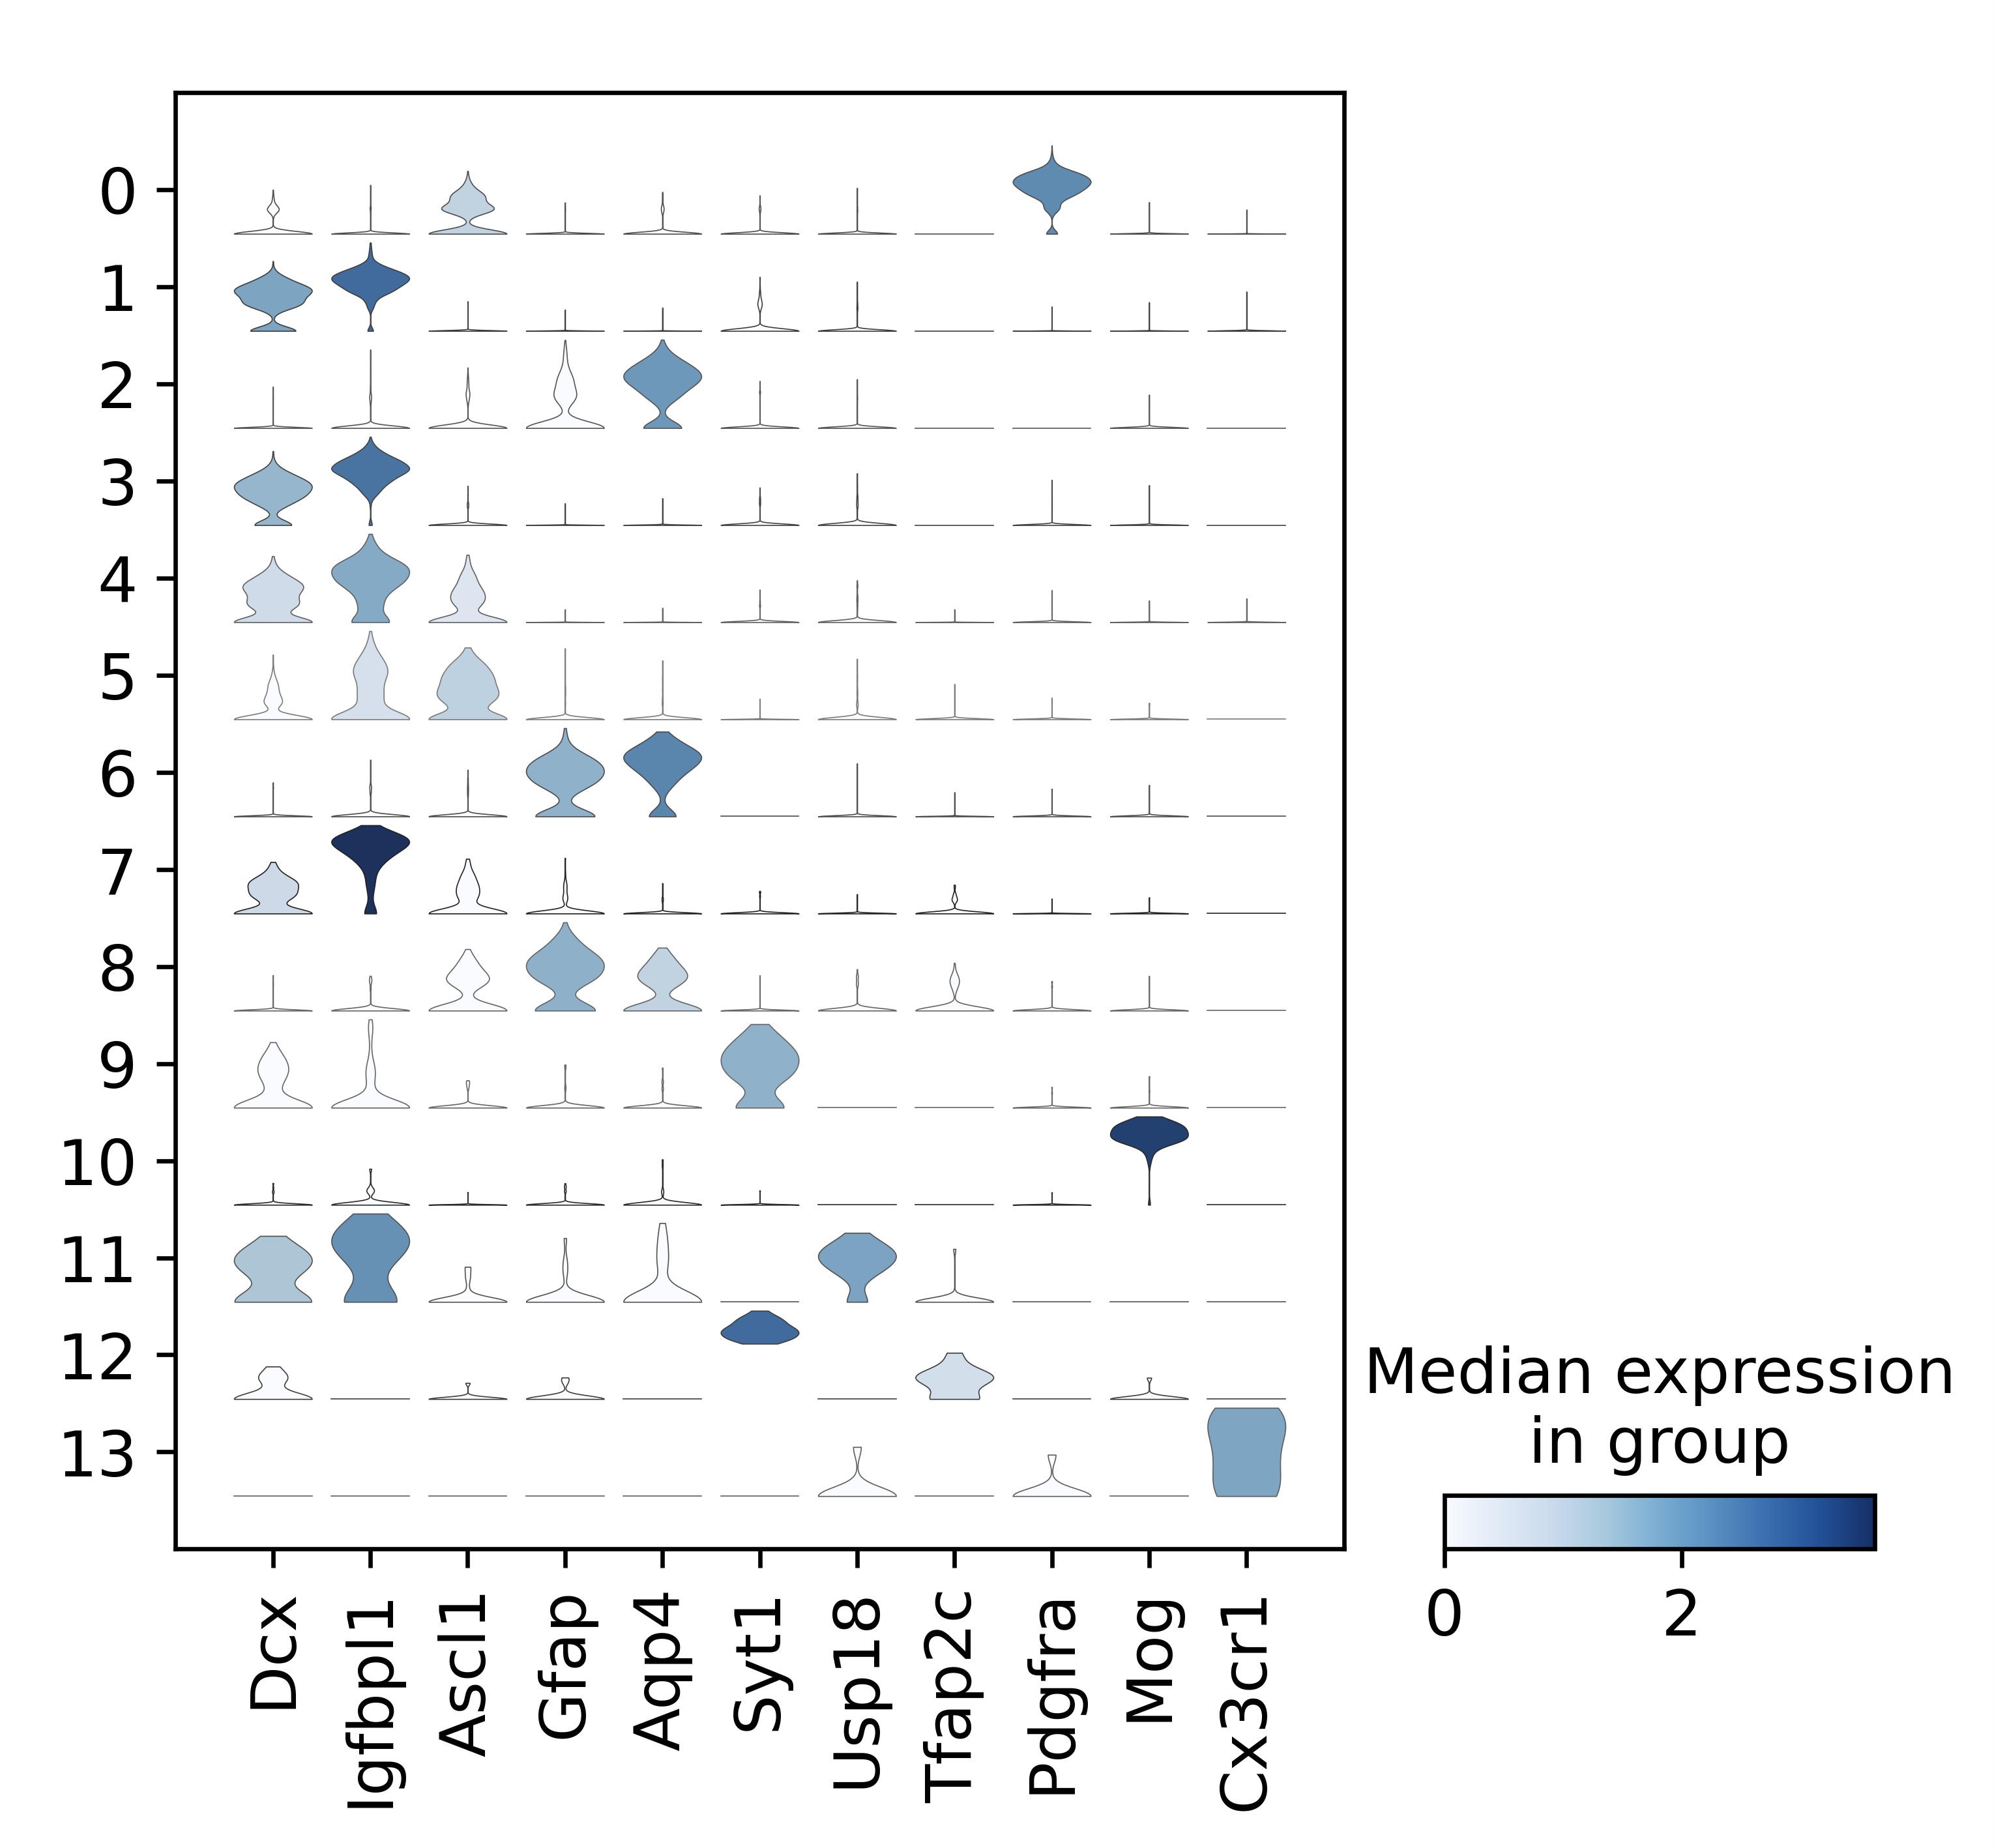 0
1
2
3
4
5
6
7
8
9
10
11
12
13
Dcx
Igfbpl1
Ascl1
Gfap
Aqp4
Syt1
Usp18
Tfap2c
Pdgfra
Mog
Cx3cr1
Median expression
in group
0
2